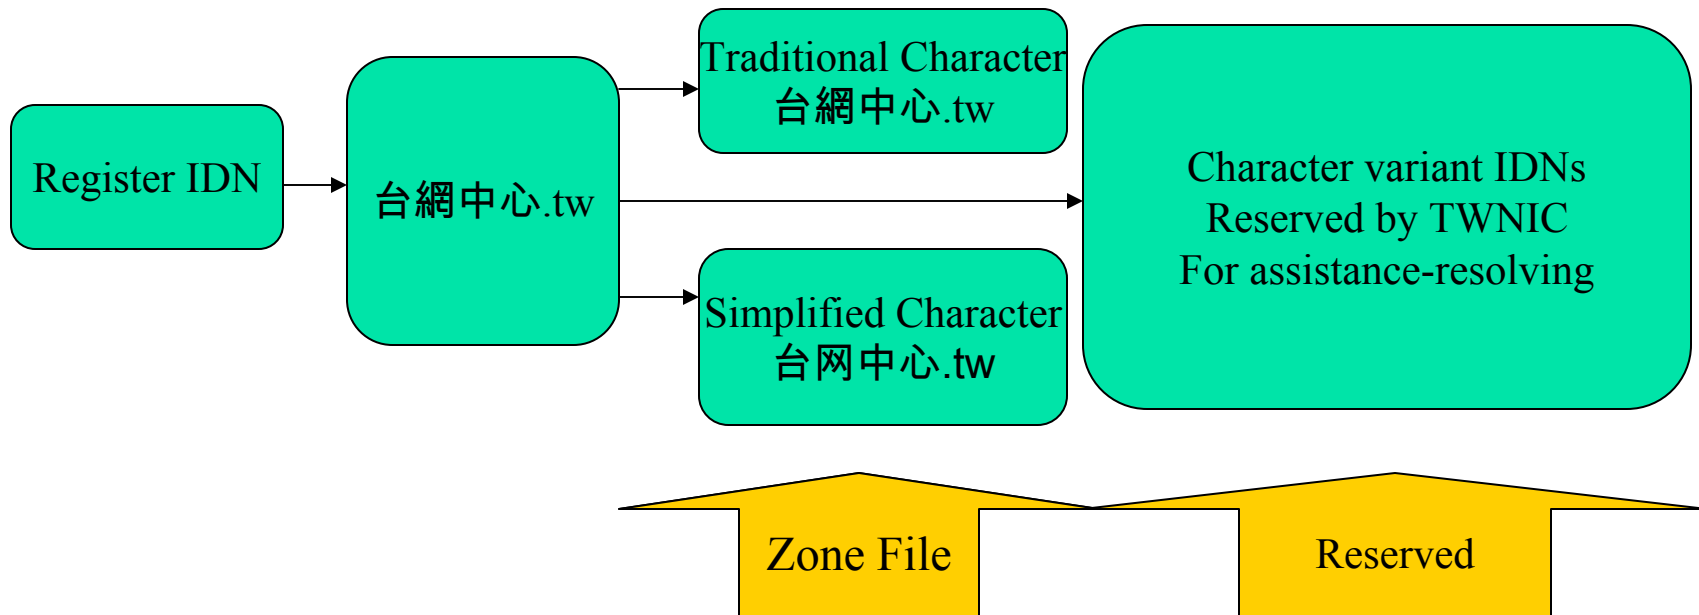 Register IDN
台網中心.tw
Traditional Character
台網中心.tw
Simplified Character
台网中心.tw
Character variant IDNs
Reserved by TWNIC
For assistance-resolving
Zone File
Reserved